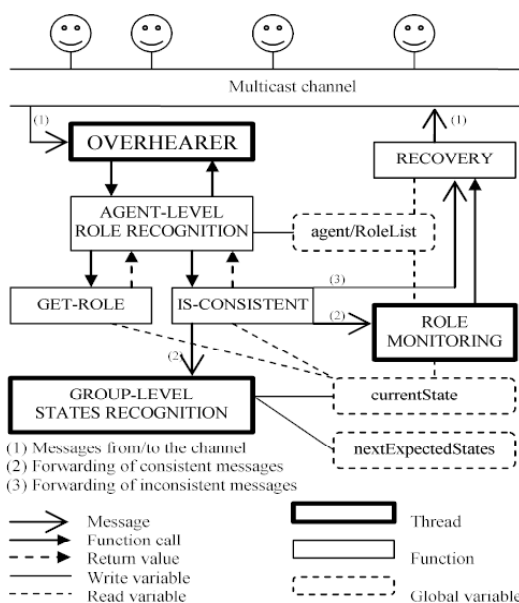 Multicast channel
(1)
(1)
OVERHEARER
RECOVERY
AGENT-LEVEL
ROLE RECOGNITION
agent/RoleList
(3)
GET-ROLE
IS-CONSISTENT
(2)
ROLE
MONITORING
(2)
GROUP-LEVEL
STATES RECOGNITION
currentState
nextExpectedStates
(1) Messages from/to the channel
(2) Forwarding of consistent messages
(3) Forwarding of inconsistent messages
Message
Function call
Return value
Write variable
Read variable
Thread
Function
Global variable